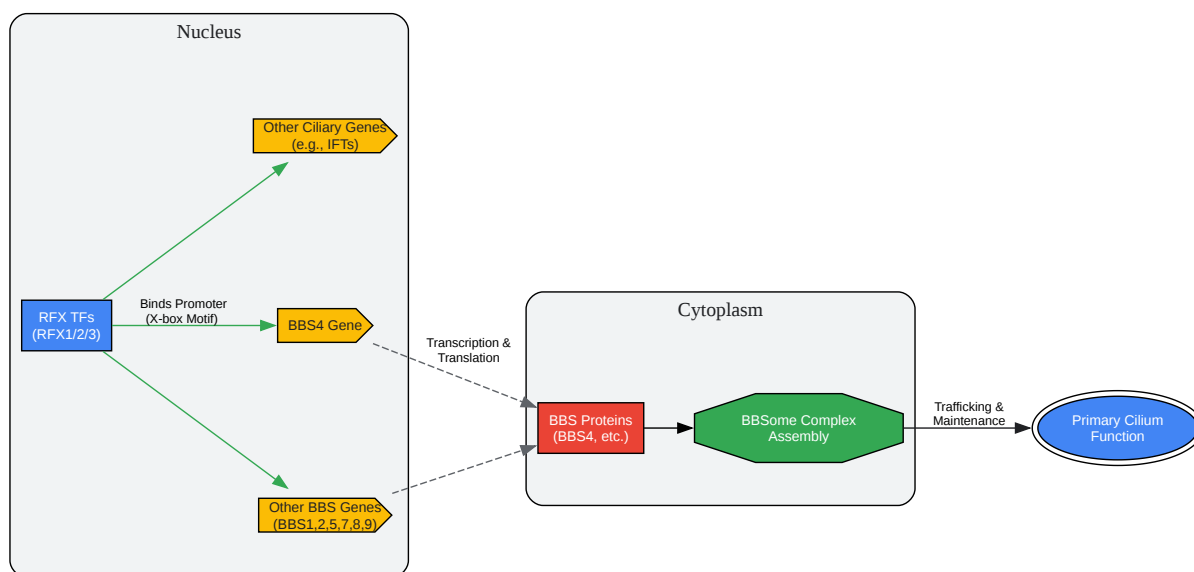 Nucleus
Other Ciliary Genes
(e.g., IFTs)
RFX TFs
(RFX1/2/3)
Binds Promoter
(X-box Motif)
BBS4 Gene
Other BBS Genes
(BBS1,2,5,7,8,9)
Transcription &
Translation
Cytoplasm
BBS Proteins
(BBS4, etc.)
BBSome Complex
Assembly
Trafficking &
Maintenance
Primary Cilium
Function